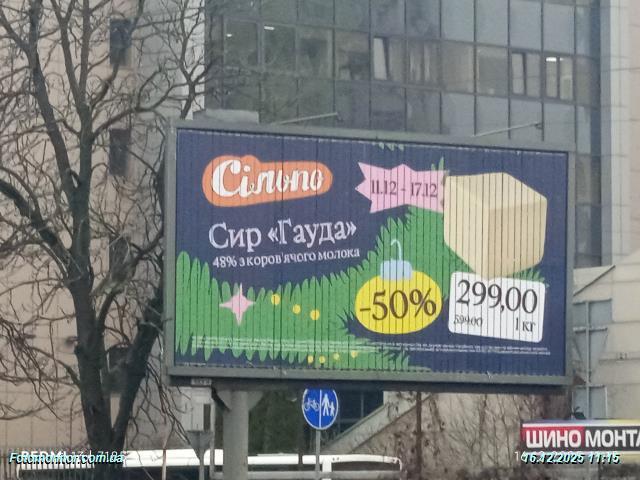 Сільпо
11.12 - 17.12
Сир «Гауда»
48% з коров'ячого молока
-50%
299,00
599,00
1 кг
ШИНО МОНТА
Fotomonitor.com.ua
16.12.2025 11:15